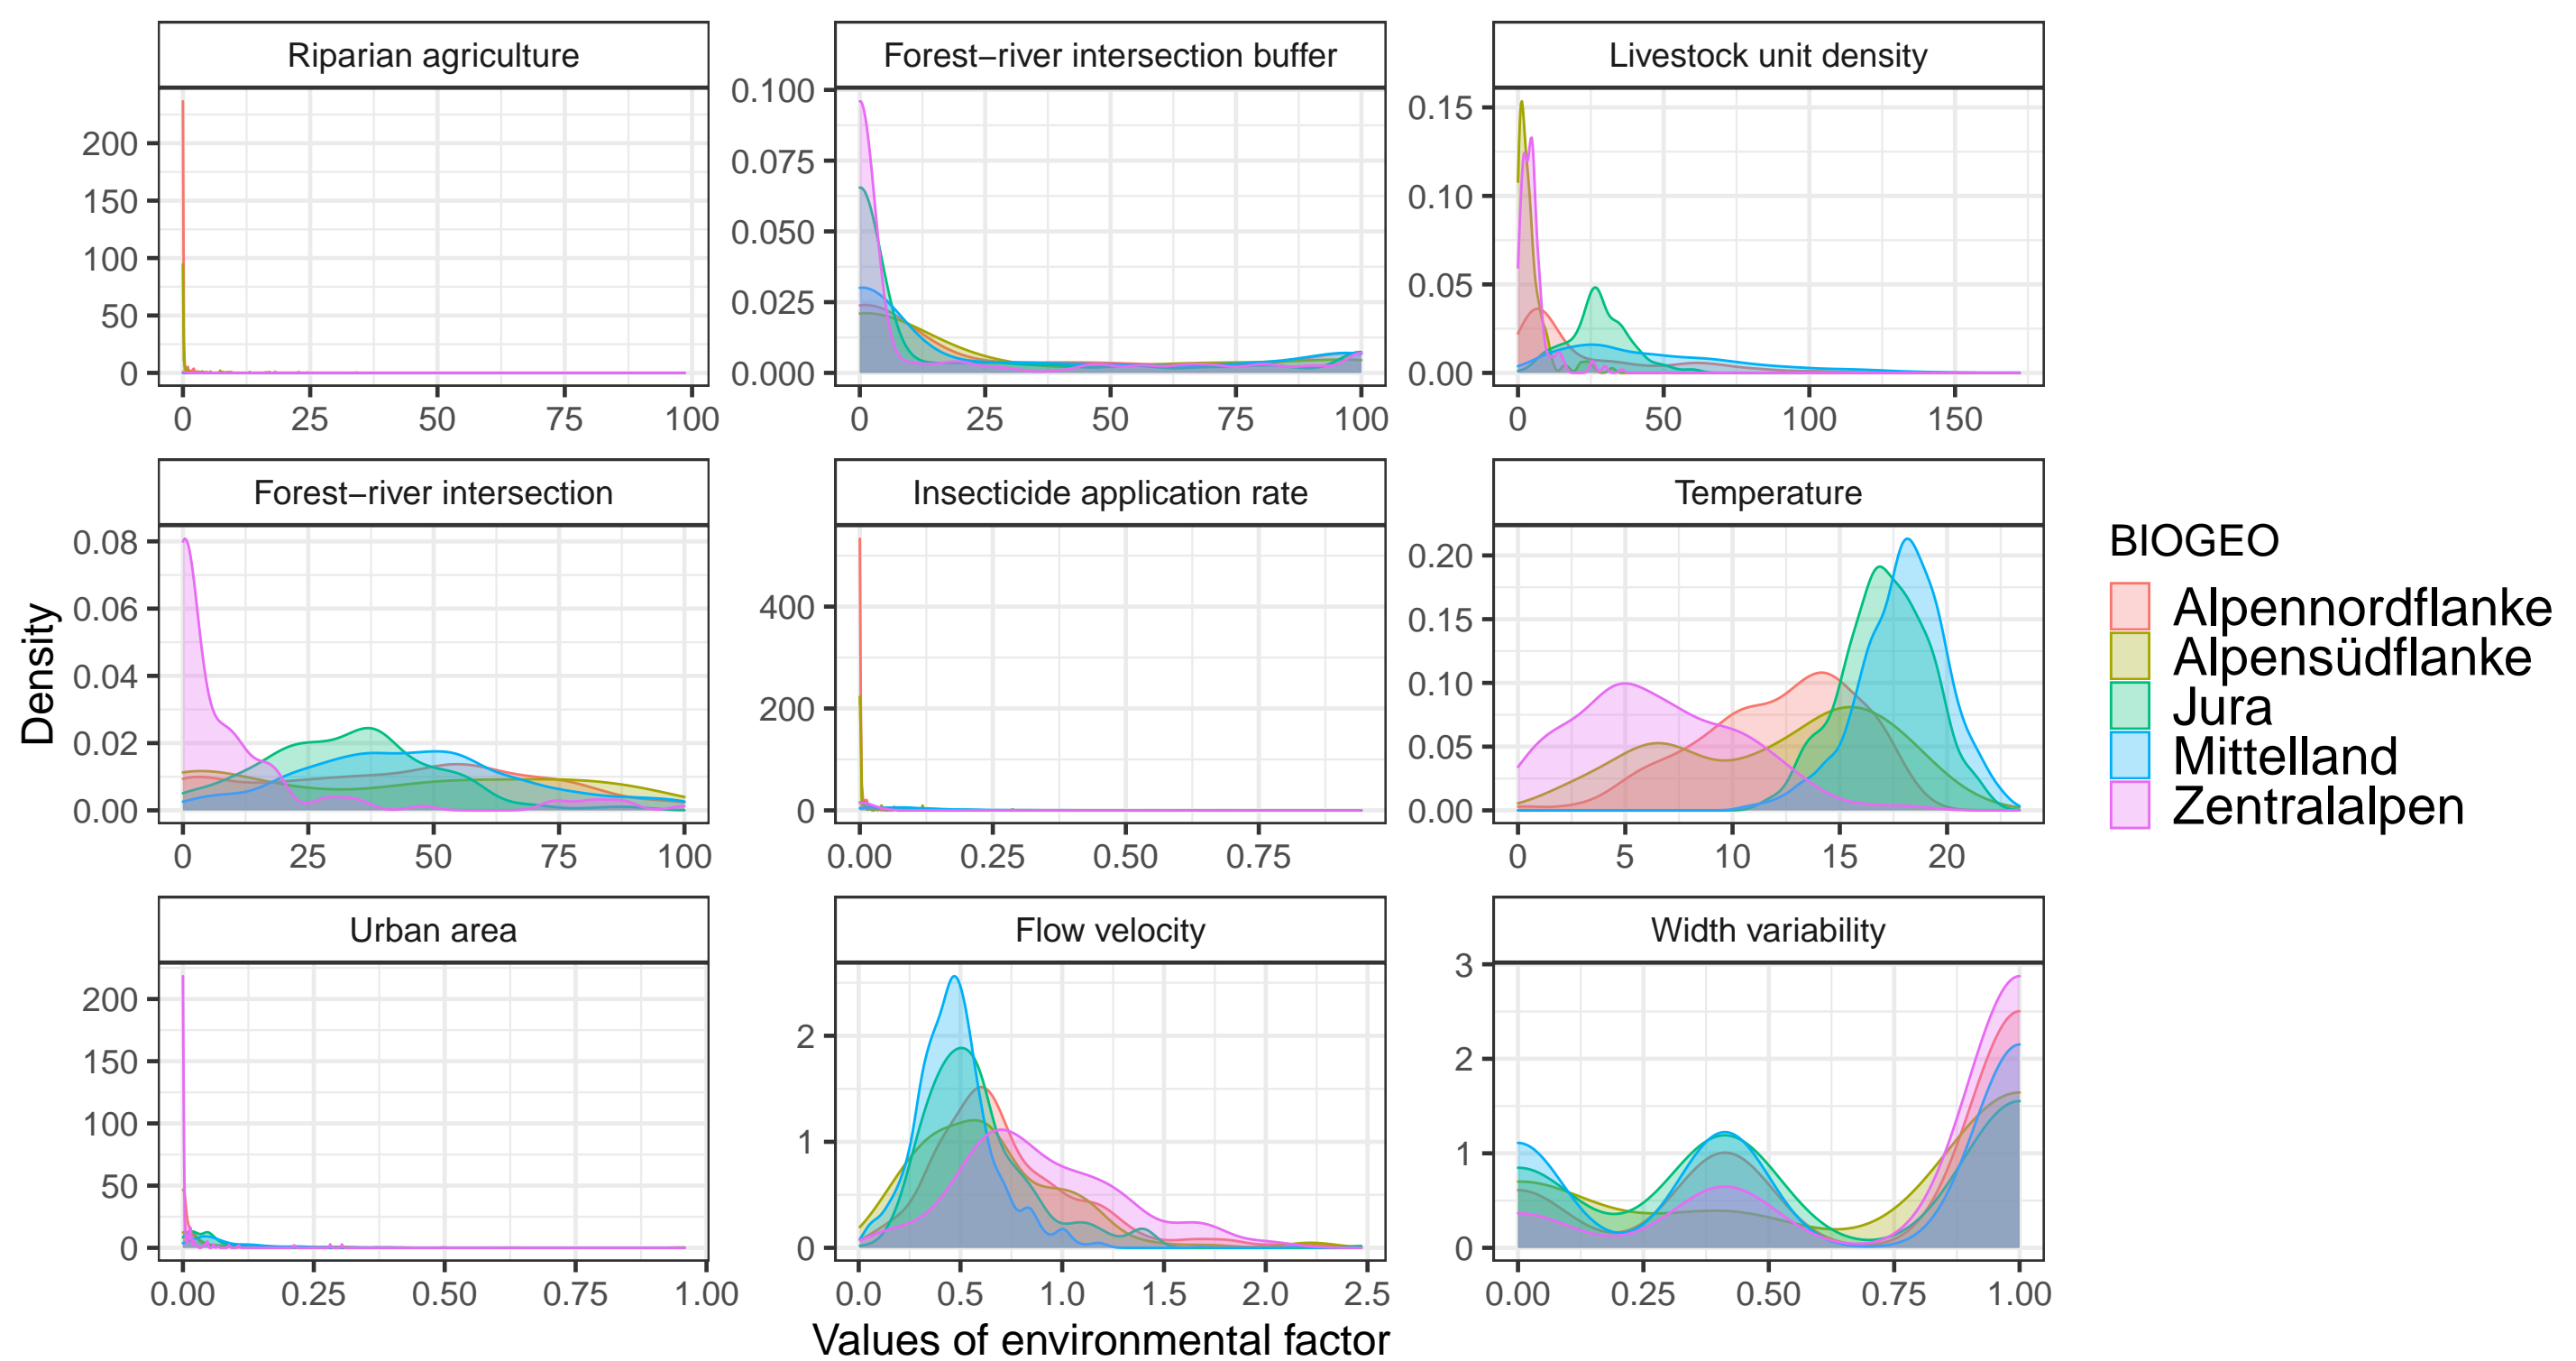 Riparian agriculture
Forest−river intersection buffer
Livestock unit density
200
150
100
50
0
0 25 50 75 100
0.100
0.075
0.050
0.025
0.000
0 25 50 75 100
0.15
0.10
0.05
0.00
0 50 100 150
Forest−river intersection
Insecticide application rate
Temperature
0.08
0.06
0.04
0.02
0.00
0 25 50 75 100
400
200
0
0.00 0.25 0.50 0.75
0.20
0.15
0.10
0.05
0.00
0 5 10 15 20
Urban area
Flow velocity
Width variability
200
150
100
50
0
0.00 0.25 0.50 0.75 1.00
2
1
0
0.0 0.5 1.0 1.5 2.0 2.5
3
2
1
0
0.00 0.25 0.50 0.75 1.00
Density
Values of environmental factor
BIOGEO
Alpennordflanke
Alpensüdflanke
Jura
Mittelland
Zentralalpen